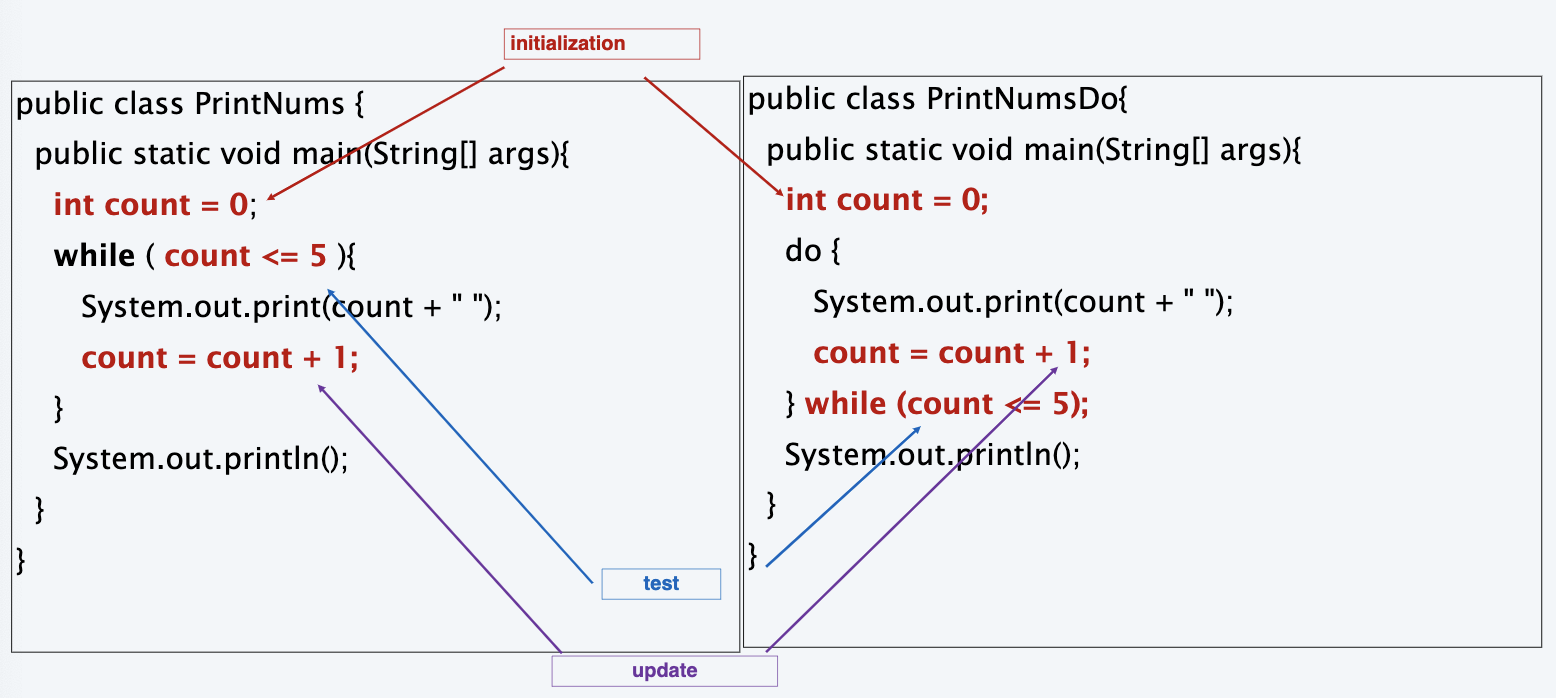 initialization
public class PrintNums {
public static void main(String[] args){
int count = 0;
while ( count <= 5 ){
System.out.print(count + " ");
count = count + 1;
}
System.out.println();
}
}
public class PrintNumsDo{
public static void main(String[] args){
int count = 0;
do {
System.out.print(count + " ");
count = count + 1;
} while (count <= 5);
System.out.println();
}
}
test
update